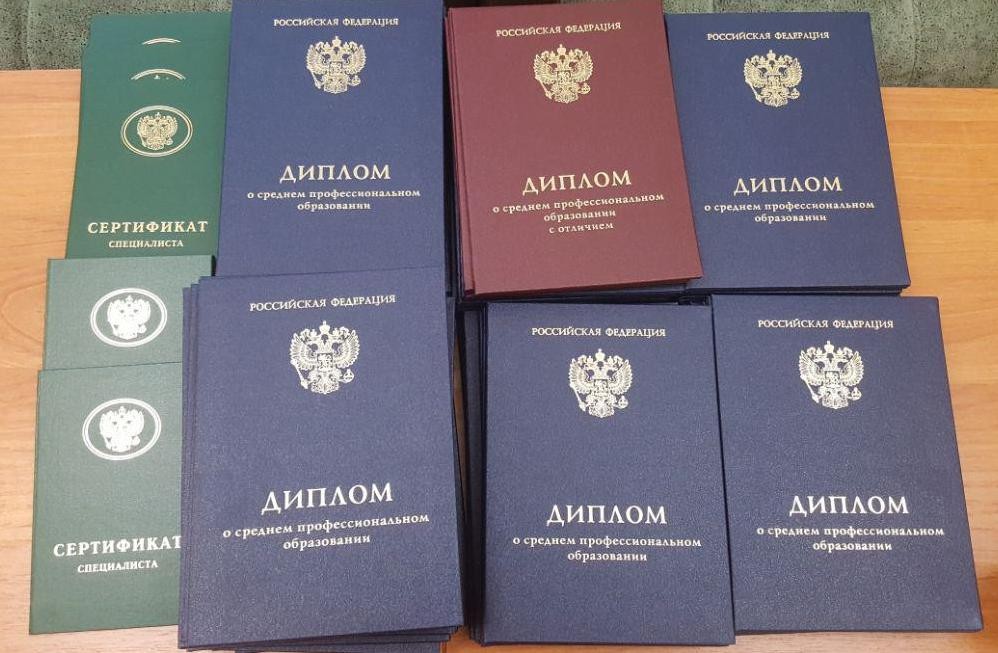 СЕРТИФИКАТ
СПЕЦИАЛИСТА
РОССИЙСКАЯ ФЕДЕРАЦИЯ
ДИПЛОМ
о среднем профессиональном
образовании
РОССИЙСКАЯ ФЕДЕРАЦИЯ
ДИПЛОМ
о среднем профессиональном
образовании
с отличием
РОССИЙСКАЯ ФЕДЕРАЦИЯ
ДИПЛОМ
о среднем профессиональном
образовании
СЕРТИФИКАТ
СПЕЦИАЛИСТА
РОССИЙСКАЯ ФЕДЕРАЦИЯ
ДИПЛОМ
о среднем профессиональном
образовании
РОССИЙСКАЯ ФЕДЕРАЦИЯ
ДИПЛОМ
о среднем профессиональном
образовании
РОССИЙСКАЯ ФЕДЕРАЦИЯ
ДИПЛОМ
о среднем профессиональном
образовании